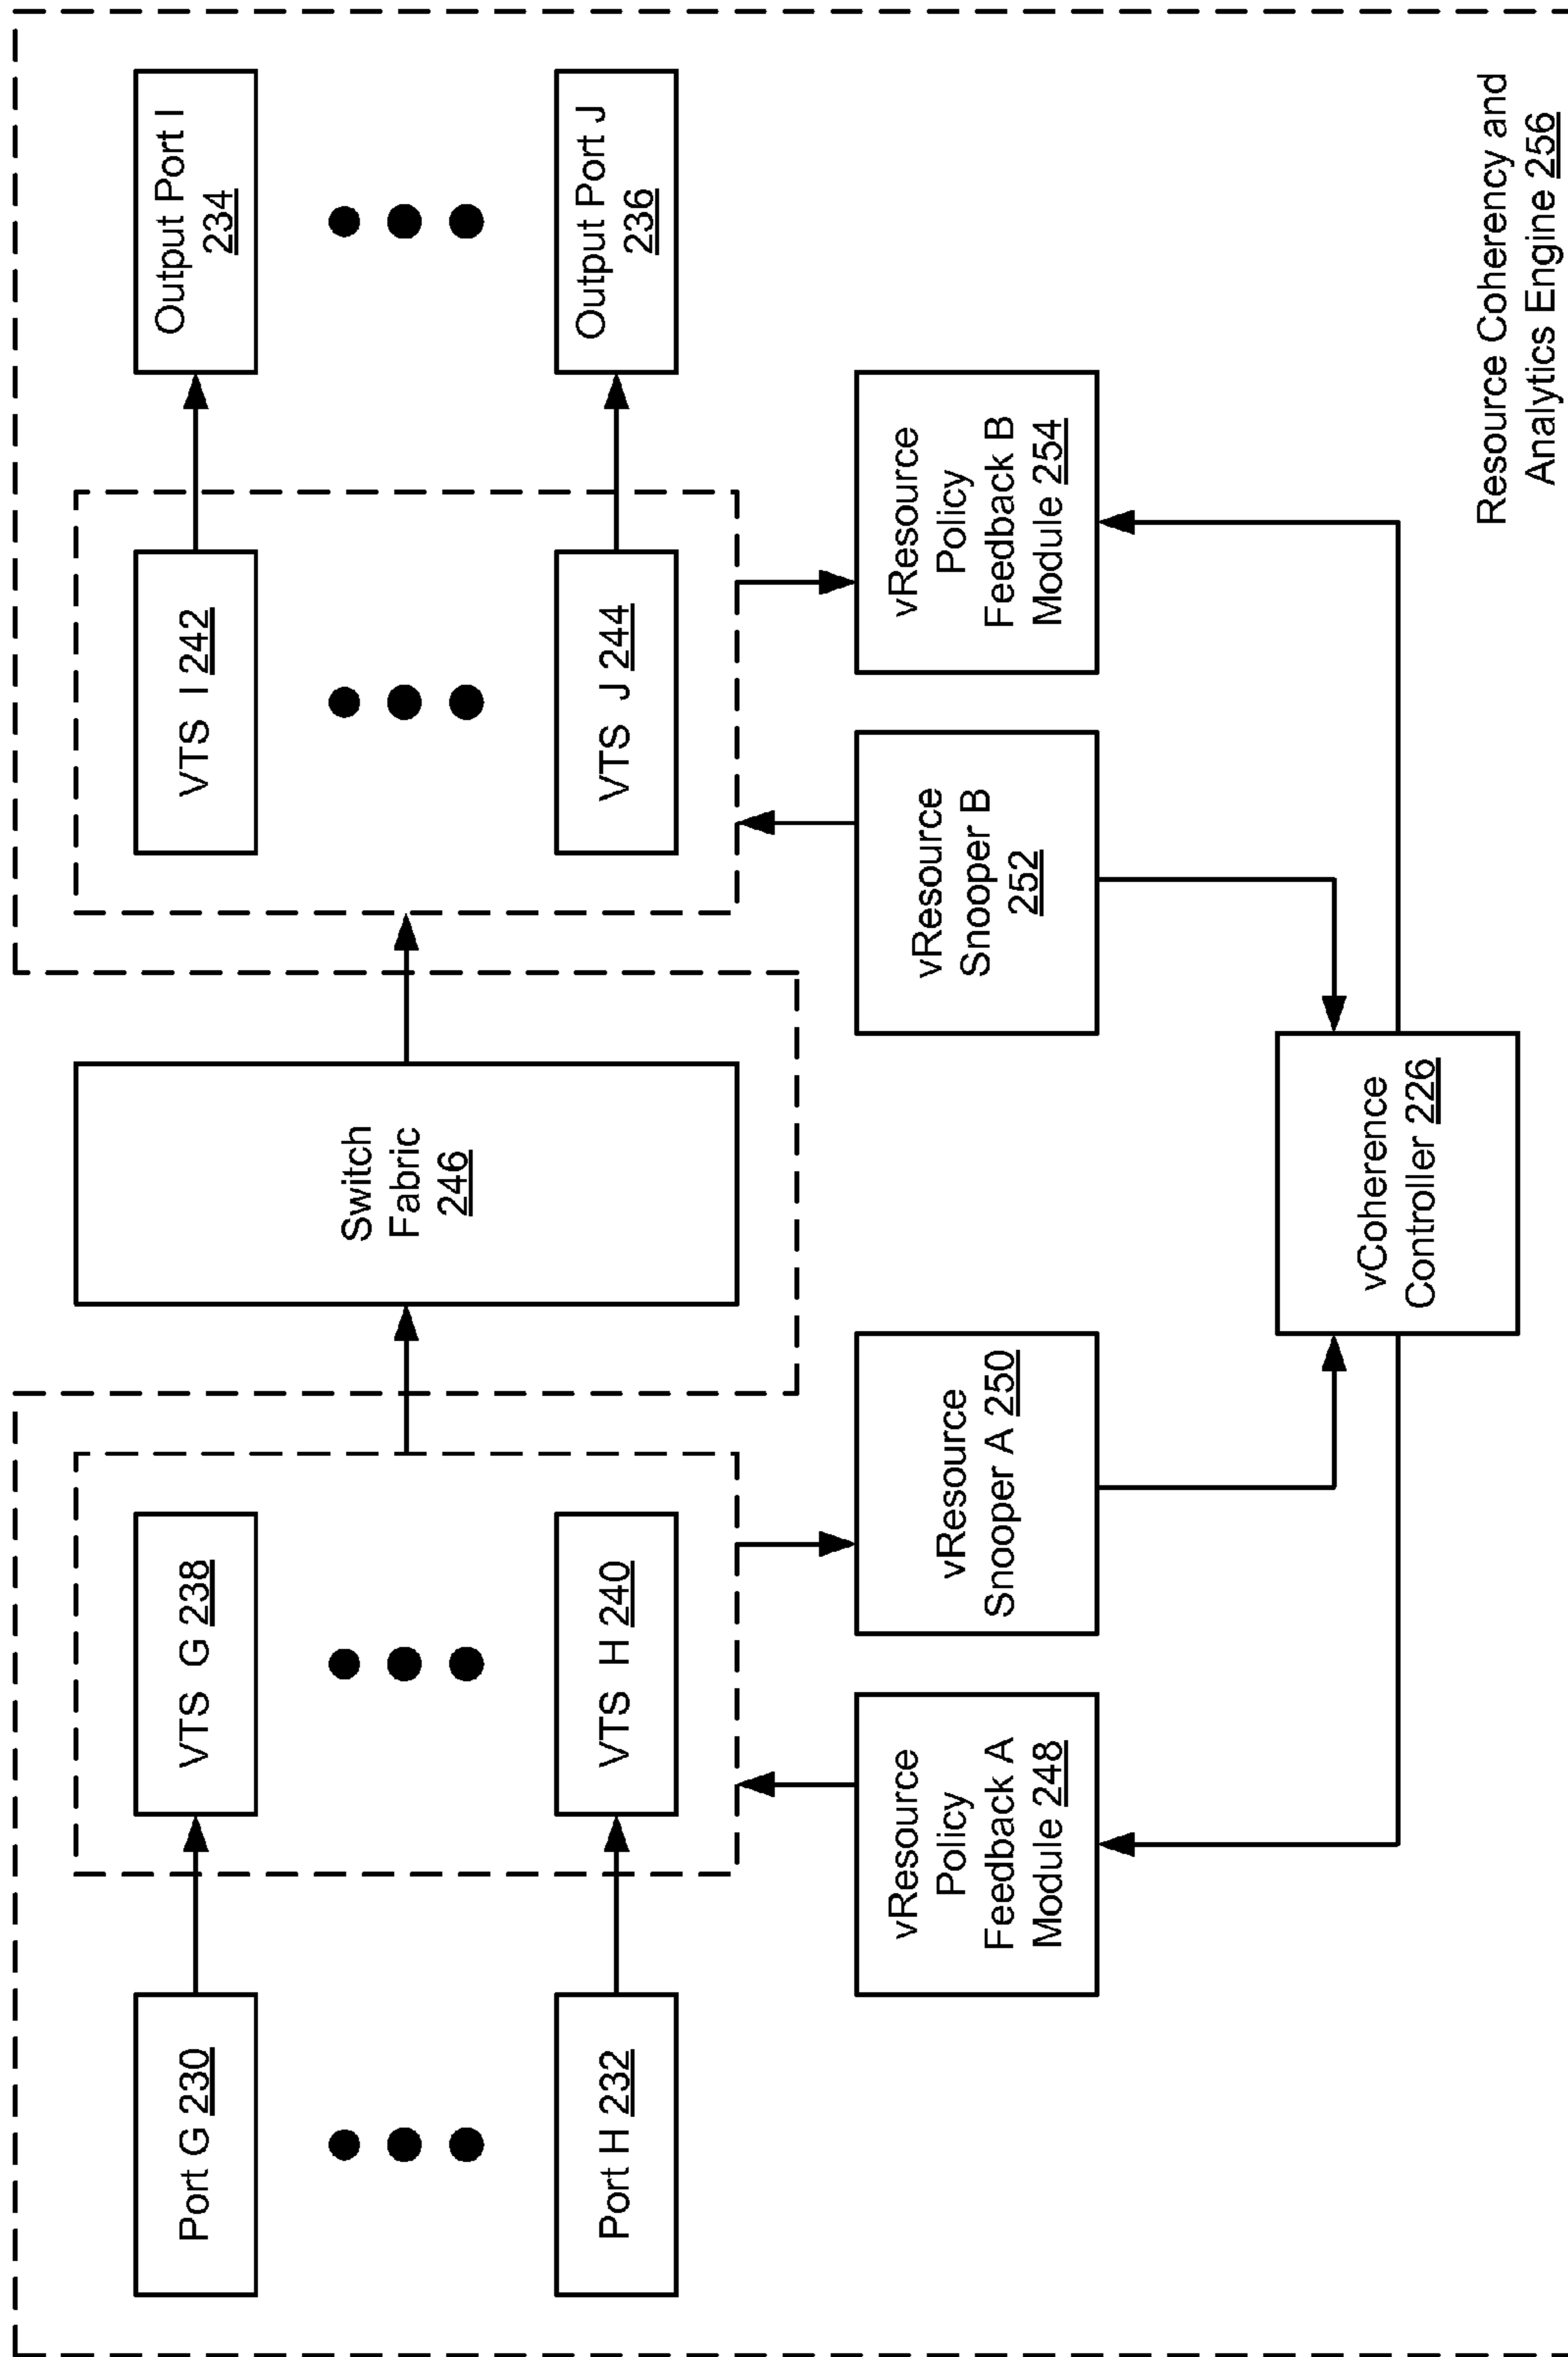 Port G 230
VTS G 238
Switch
Fabric
246
VTS I 242
Output Port I
234
Port H 232
VTS H 240
VTS J 244
Output Port J
236
vResource
Policy
Feedback A
Module 248
vResource
Snooper A 250
vResource
Snooper B
252
vResource
Policy
Feedback B
Module 254
vCoherence
Controller 226
Resource Coherency and
Analytics Engine 256